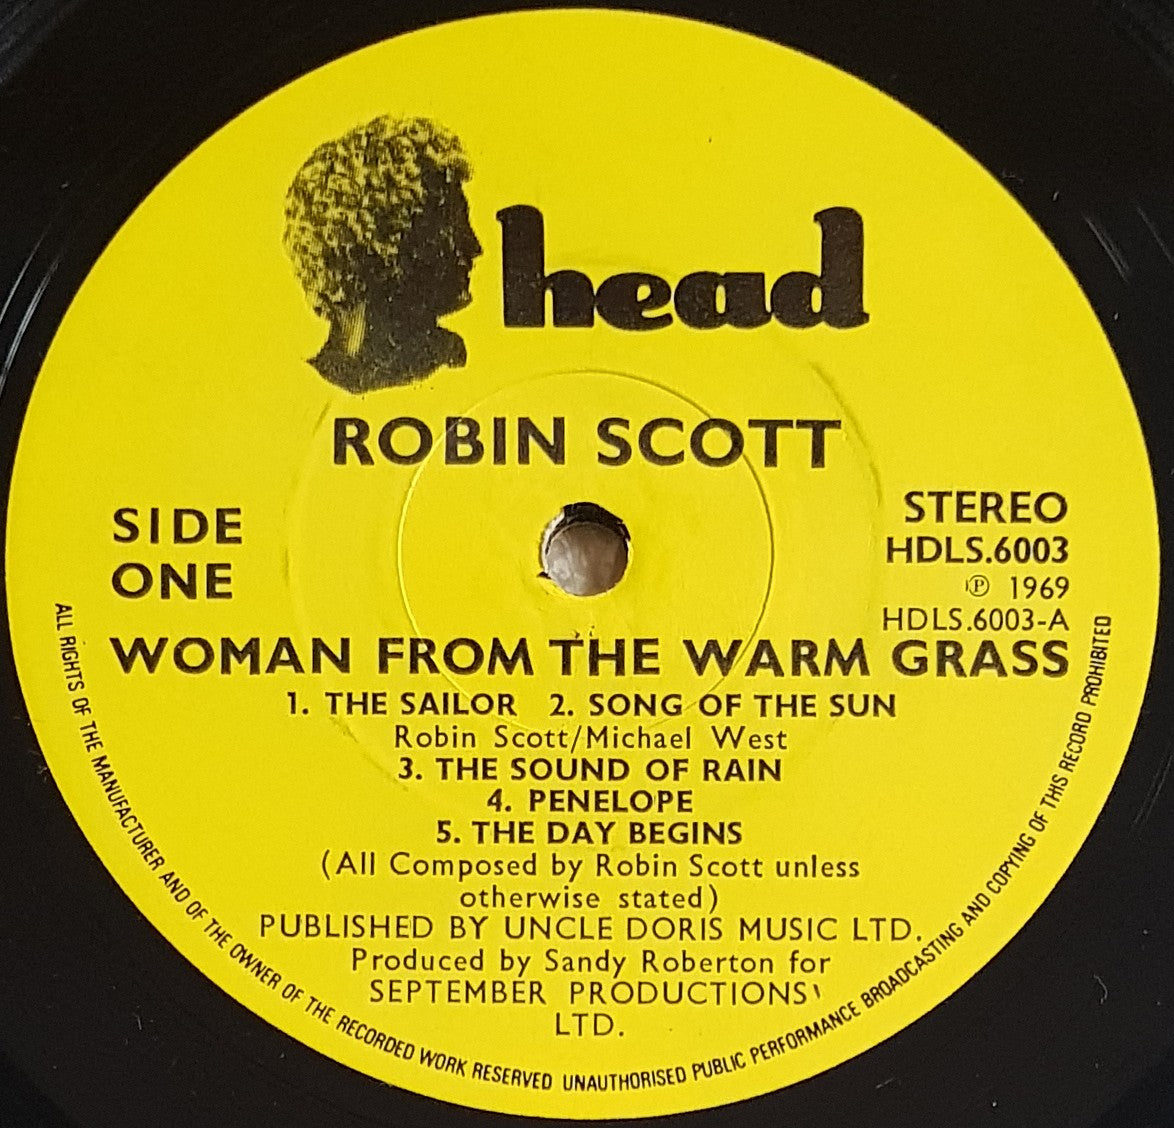 head
ROBIN SCOTT
SIDE
ONE
STEREO
HDLS.6003
Ⓟ 1969
HDLS.6003-A
WOMAN FROM THE WARM GRASS
1. THE SAILOR 2. SONG OF THE SUN
Robin Scott/Michael West
3. THE SOUND OF RAIN
4. PENELOPE
5. THE DAY BEGINS
(All Composed by Robin Scott unless
otherwise stated)
PUBLISHED BY UNCLE DORIS MUSIC LTD.
Produced by Sandy Roberton for
SEPTEMBER PRODUCTIONS
LTD.
ALL RIGHTS OF THE MANUFACTURER AND OF THE OWNER OF THE RECORDED WORK RESERVED UNAUTHORISED PUBLIC PERFORMANCE BROADCASTING AND COPYING OF THIS RECORD PROHIBITED